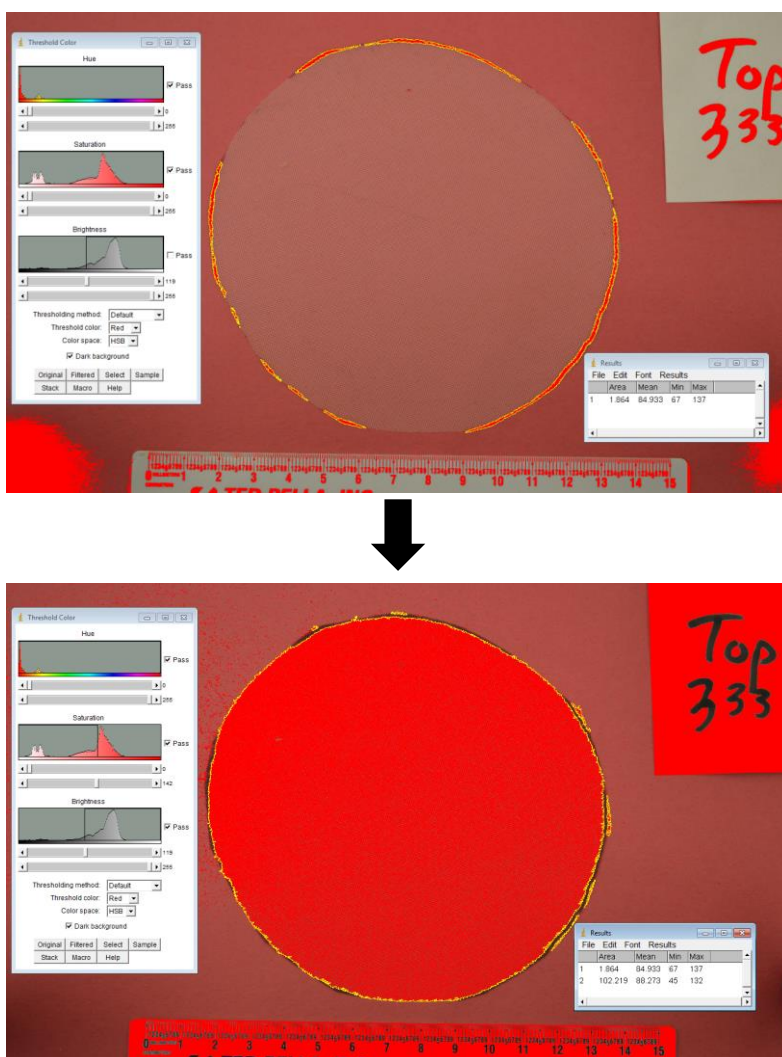 Threshold Color
Hue
Pass
0
255
Saturation
Pass
0
255
Brightness
Pass
119
255
Thresholding method: Default
Threshold color: Red
Color space: HSB
Dark background
Original Filtered Select Sample
Stack Macro Help
Top
333
Results
File Edit Font Results
Area Mean Min Max
1 1.864 84.933 67 137
0 1 2 3 4 5 6 7 8 9 10 11 12 13 14 15
Threshold Color
Hue
Pass
0
255
Saturation
Pass
0
142
Brightness
Pass
255
Thresholding method: Default
Threshold color: Red
Color space: HSB
Dark background
Original Filtered Select Sample
Stack Macro Help
Top
333
Results
File Edit Font Results
Area Mean Min Max
1 1.864 84.933 67 137
2 102.219 88.273 45 132
0 1 2 3 4 5 6 7 8 9 10 11 12 13 14 15